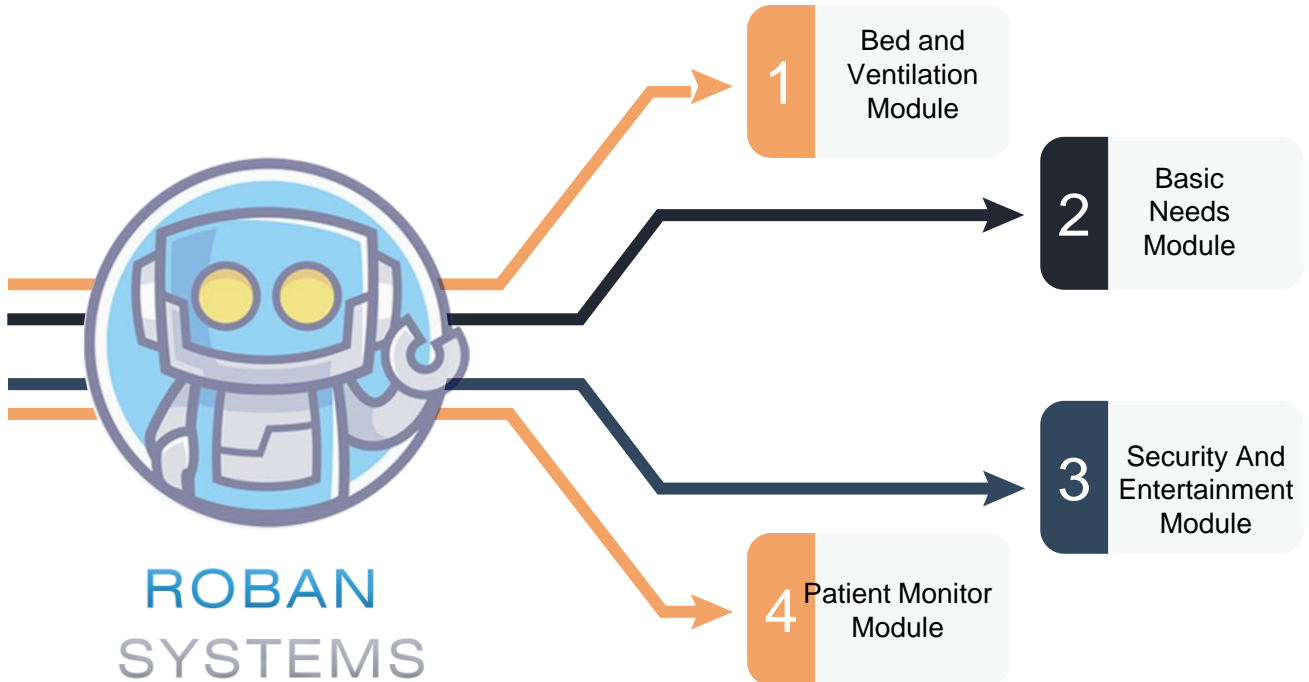 1
Bed and
Ventilation
Module
2
Basic
Needs
Module
3
Security And
Entertainment
Module
4
Patient Monitor
Module
ROBAN
SYSTEMS